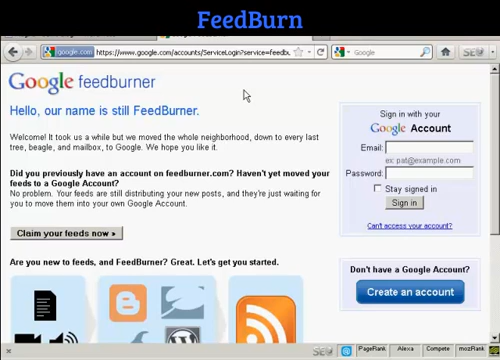 FeedBurn
google.com
https://www.google.com/accounts/ServiceLogin?service=feedb
Google
Google feedburner
Hello, our name is still FeedBurner.
Welcome! It took us a while but we moved the whole neighborhood, down to every last
tree, beagle, and mailbox, to Google. We hope you like it.
Did you previously have an account on feedburner.com? Haven't yet moved your
feeds to a Google Account?
No problem. Your feeds are still distributing your new posts, and they're just waiting for
you to move them into your own Google Account.
Claim your feeds now »
Are you new to feeds, and FeedBurner? Great. Let's get you started.
Sign in with your
Google Account
Email:
ex: pat@example.com
Password:
Stay signed in
Sign in
Can't access your account?
Don't have a Google Account?
Create an account
PageRank
Alexa
Compete
mozRank